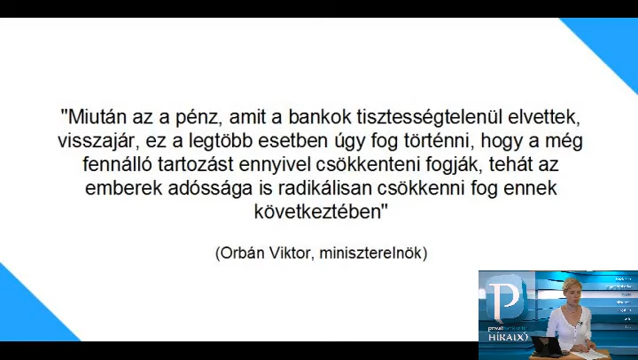 "Miután az a pénz, amit a bankok tisztességtelenül elvettek,
visszajár, ez a legtöbb esetben úgy fog történni, hogy a még
fennálló tartozást ennyivel csökkenteni fogják, tehát az
emberek adóssága is radikálisan csökkenni fog ennek
következtében"
(Orbán Viktor, miniszterelnök)
P
HÍRADÓ